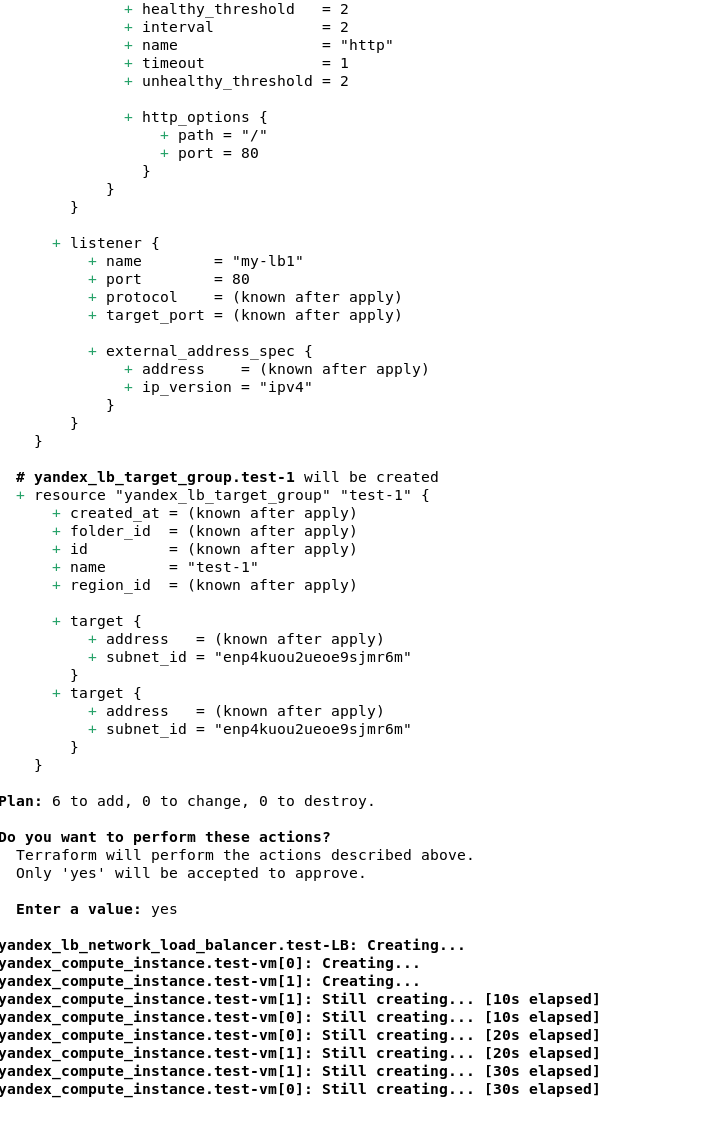 + healthy_threshold   = 2
              + interval            = 2
              + name                = "http"
              + timeout             = 1
              + unhealthy_threshold = 2

              + http_options {
                  + path = "/"
                  + port = 80
                }
            }
        }

      + listener {
          + name        = "my-lb1"
          + port        = 80
          + protocol    = (known after apply)
          + target_port = (known after apply)

          + external_address_spec {
              + address    = (known after apply)
              + ip_version = "ipv4"
            }
        }
    }

  # yandex_lb_target_group.test-1 will be created
  + resource "yandex_lb_target_group" "test-1" {
      + created_at = (known after apply)
      + folder_id  = (known after apply)
      + id         = (known after apply)
      + name       = "test-1"
      + region_id  = (known after apply)

      + target {
          + address   = (known after apply)
          + subnet_id = "enp4kuou2ueoe9sjmr6m"
        }
      + target {
          + address   = (known after apply)
          + subnet_id = "enp4kuou2ueoe9sjmr6m"
        }
    }

Plan: 6 to add, 0 to change, 0 to destroy.

Do you want to perform these actions?
  Terraform will perform the actions described above.
  Only 'yes' will be accepted to approve.

  Enter a value: yes

yandex_lb_network_load_balancer.test-LB: Creating...
yandex_compute_instance.test-vm[0]: Creating...
yandex_compute_instance.test-vm[1]: Creating...
yandex_compute_instance.test-vm[1]: Still creating... [10s elapsed]
yandex_compute_instance.test-vm[0]: Still creating... [10s elapsed]
yandex_compute_instance.test-vm[0]: Still creating... [20s elapsed]
yandex_compute_instance.test-vm[1]: Still creating... [20s elapsed]
yandex_compute_instance.test-vm[1]: Still creating... [30s elapsed]
yandex_compute_instance.test-vm[0]: Still creating... [30s elapsed]